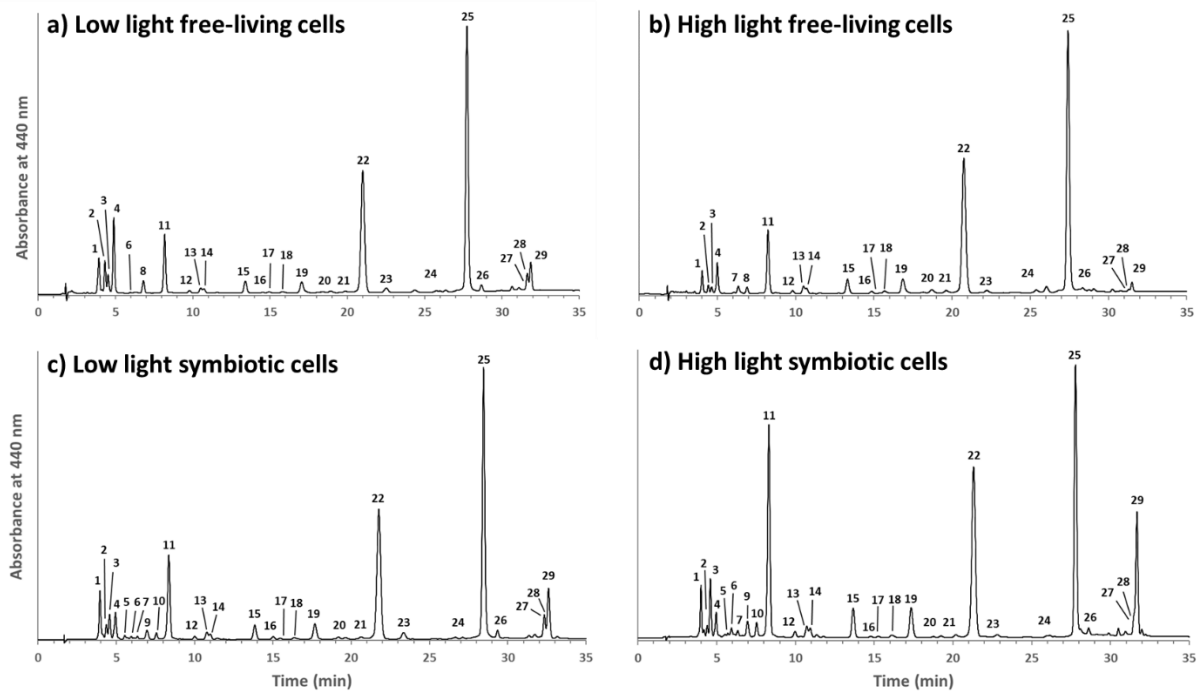 a) Low light free-living cells
Absorbance at 440 nm
1 2 3 4 6 8 11 12 13 14 15 16 17 18 19 20 21 22 23 24 25 26 27 28 29
0 5 10 15 20 25 30 35
b) High light free-living cells
1 2 3 4 7 8 11 12 13 14 15 16 17 18 19 20 21 22 23 24 25 26 27 28 29
0 5 10 15 20 25 30 35
c) Low light symbiotic cells
Absorbance at 440 nm
1 2 3 4 5 6 7 9 10 11 12 13 14 15 16 17 18 19 20 21 22 23 24 25 26 27 28 29
0 5 10 15 20 25 30 35
Time (min)
d) High light symbiotic cells
1 2 3 4 5 6 7 9 10 11 12 13 14 15 16 17 18 19 20 21 22 23 24 25 26 27 28 29
0 5 10 15 20 25 30 35
Time (min)